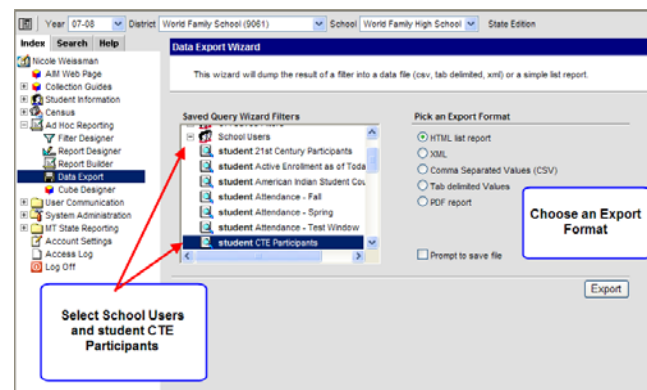 Year 07-08 District World Family School (9061) School World Family High School State Edition
Index Search Help
Nicole Weissman
AIM Web Page
Collection Guides
Student Information
Census
Ad Hoc Reporting
Filter Designer
Report Designer
Report Builder
Data Export
Cube Designer
User Communication
System Administration
MT State Reporting
Account Settings
Access Log
Log Off
Data Export Wizard
This wizard will dump the result of a filter into a data file (csv, tab delimited, xml) or a simple list report.
Saved Query Wizard Filters
School Users
student 21st Century Participants
student Active Enrollment as of Toda
student American Indian Student Cou
student Attendance - Fall
student Attendance - Spring
student Attendance - Test Window
student CTE Participants
Pick an Export Format
HTML list report
XML
Comma Separated Values (CSV)
Tab delimited Values
PDF report
Prompt to save file
Export
Choose an Export
Format
Select School Users
and student CTE
Participants